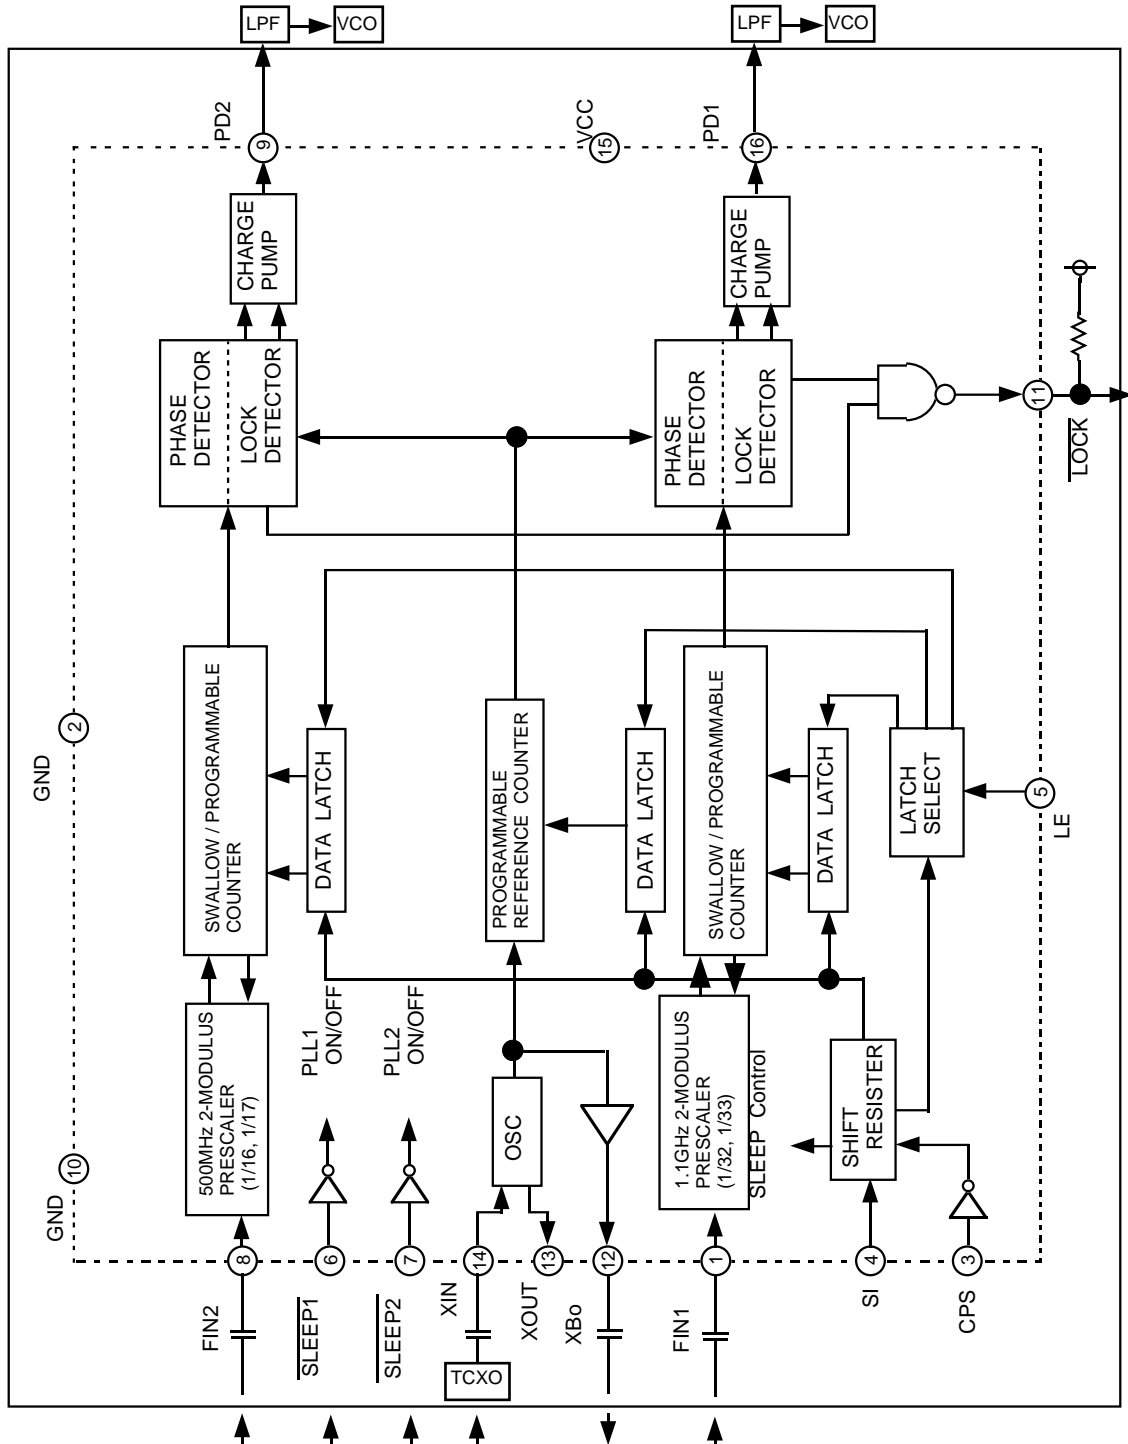 LPF
VCO
LPF
VCO
PD2
9
VCC
15
PD1
16
CHARGE
PUMP
CHARGE
PUMP
PHASE
DETECTOR
LOCK
DETECTOR
PHASE
DETECTOR
LOCK
DETECTOR
11
LOCK
2
GND
SWALLOW / PROGRAMMABLE
COUNTER
DATA LATCH
PROGRAMMABLE
REFERENCE COUNTER
DATA LATCH
SWALLOW / PROGRAMMABLE
COUNTER
DATA LATCH
LATCH
SELECT
5
LE
10
GND
500MHz 2-MODULUS
PRESCALER
(1/16, 1/17)
PLL1
ON/OFF
PLL2
ON/OFF
OSC
1.1GHz 2-MODULUS
PRESCALER
(1/32, 1/33)
SLEEP Control
SHIFT
RESISTER
8
6
7
14
13
12
1
4
3
FIN2
SLEEP1
SLEEP2
XIN
XOUT
XBo
FIN1
SI
CPS
TCXO